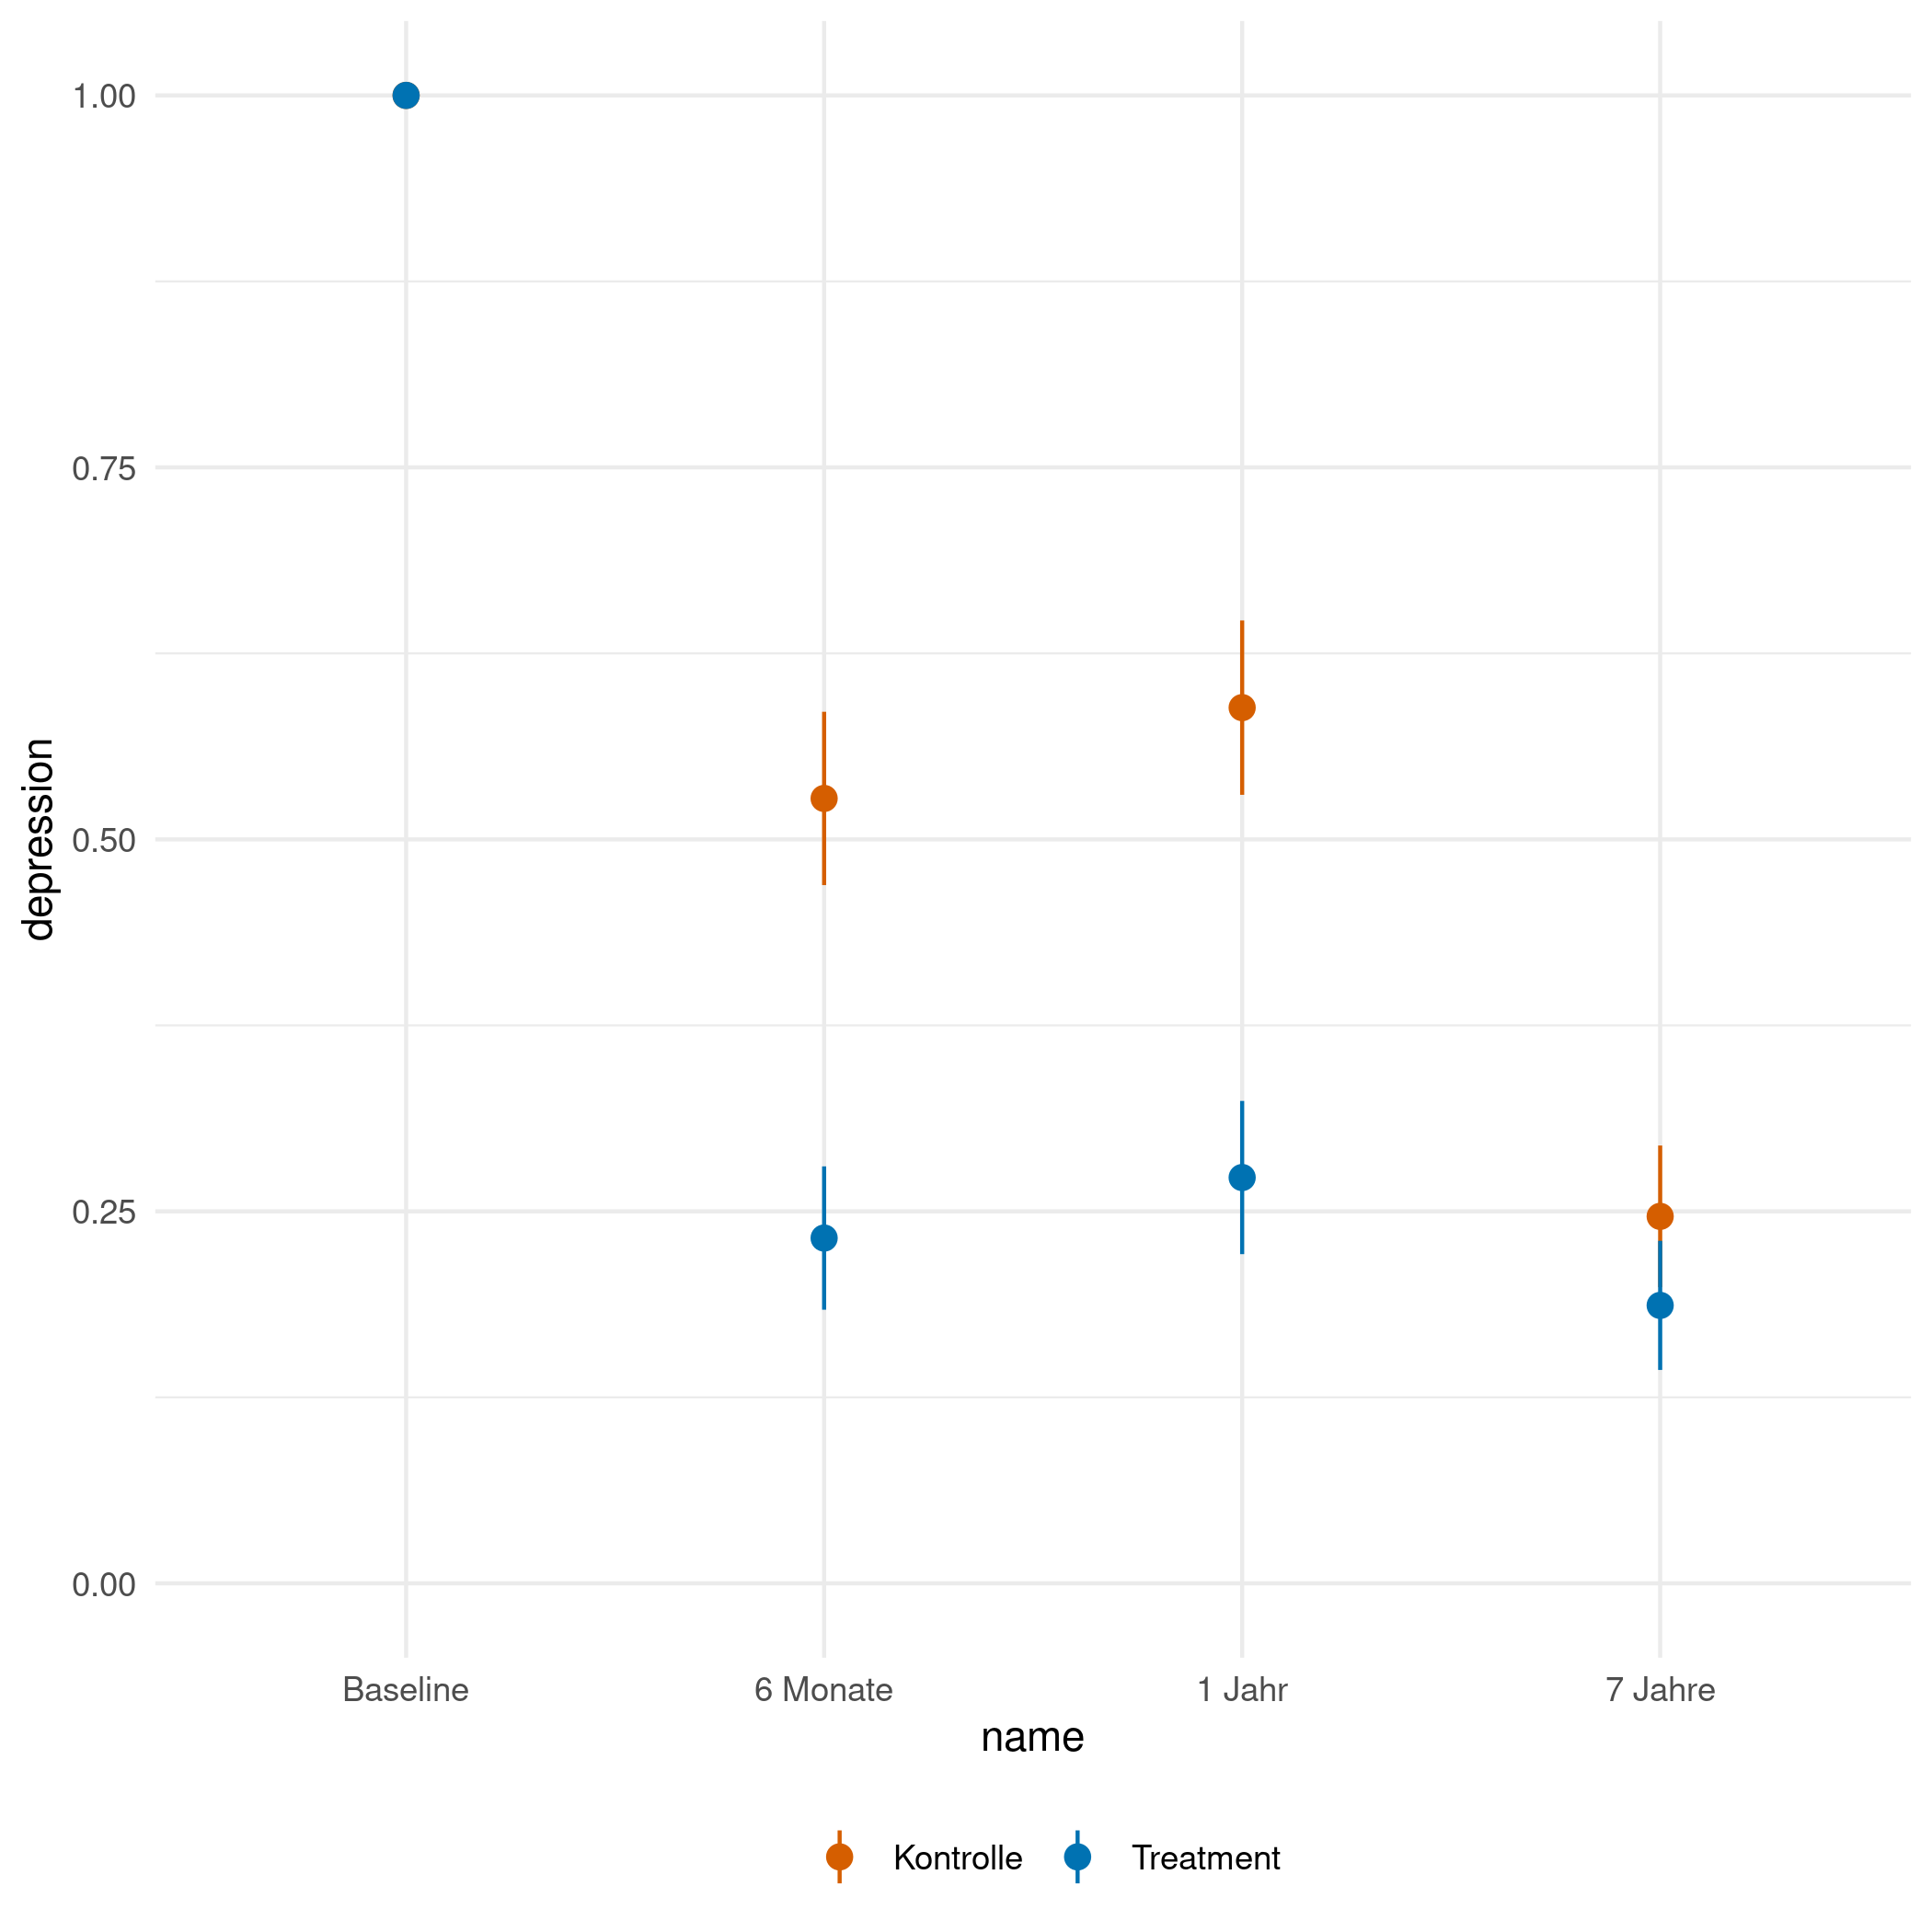 1.00
0.75
0.50
0.25
0.00
depression
Baseline 6 Monate 1 Jahr 7 Jahre
name
Kontrolle Treatment